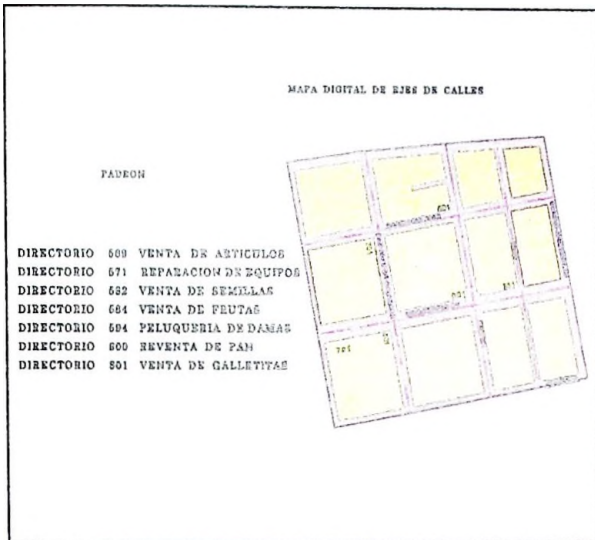 MAPA DIGITAL DE EJES DE CALLES
PADRON
DIRECTORIO 569 VENTA DE ARTICULOS
DIRECTORIO 571 REPARACION DE EQUIPOS
DIRECTORIO 582 VENTA DE SEMILLAS
DIRECTORIO 584 VENTA DE FRUTAS
DIRECTORIO 594 PELUQUERIA DE DAMAS
DIRECTORIO 600 REVENTA DE PAN
DIRECTORIO 601 VENTA DE GALLETITAS
601